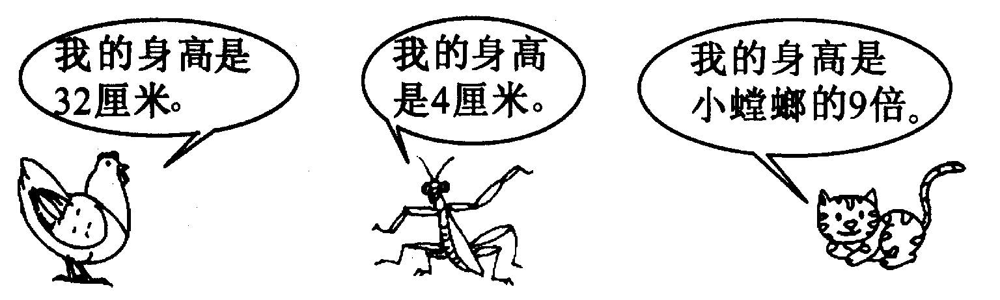 我的身高是
32厘米。
我的身高
是4厘米。
我的身高是
小螳螂的9倍。